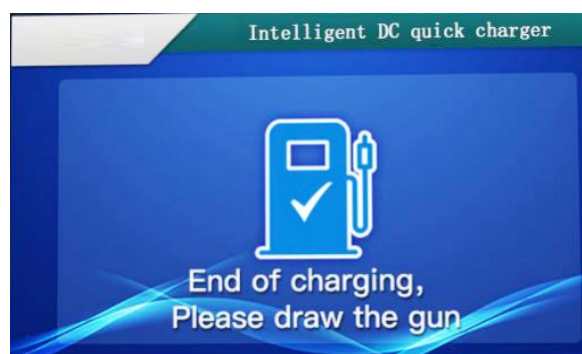 Intelligent DC quick charger
End of charging,
Please draw the gun